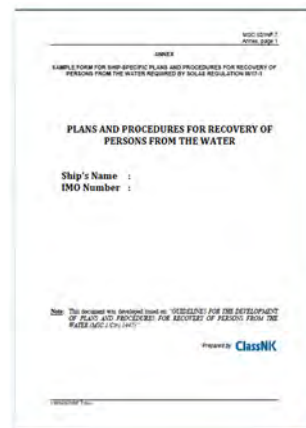 Annex, page 1
ANNEX
SAMPLE FORM FOR SHIP-SPECIFIC PLANS AND PROCEDURES FOR RECOVERY OF
PERSONS FROM THE WATER REQUIRED BY SOLAS REGULATION III/17-1
PLANS AND PROCEDURES FOR RECOVERY OF
PERSONS FROM THE WATER
Ship's Name :
IMO Number :
Note: This document was developed based on "GUIDELINES FOR THE DEVELOPMENT
OF PLANS AND PROCEDURES FOR RECOVERY OF PERSONS FROM THE
WATER (MSC.1/Circ.1447)"
Prepared by ClassNK